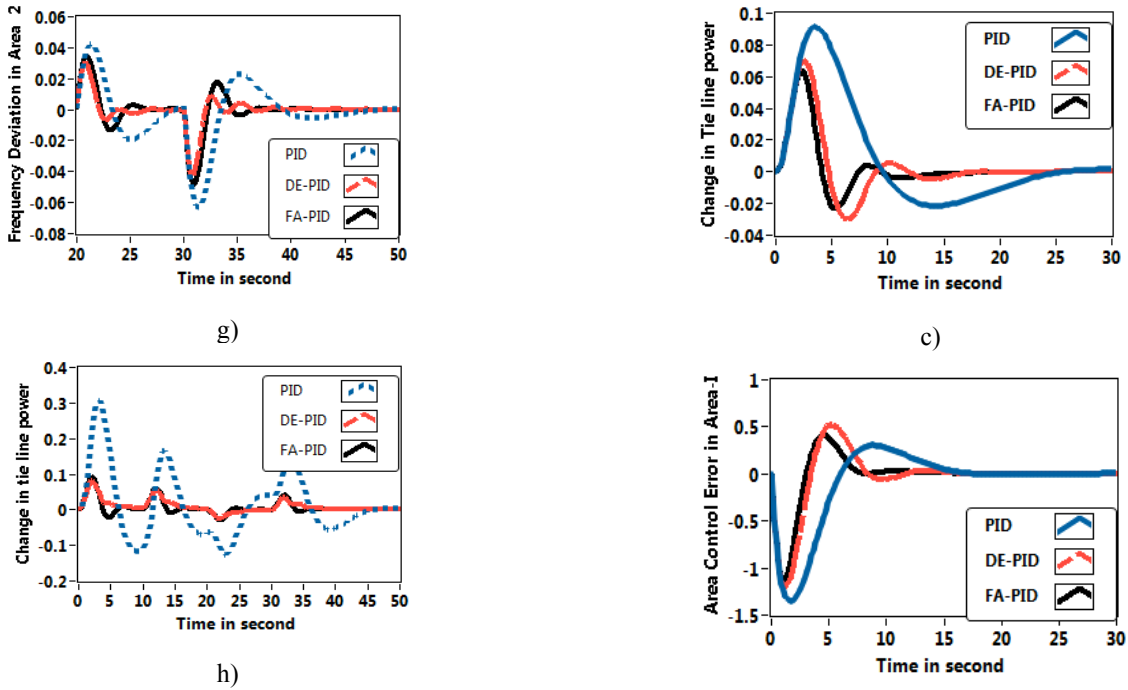 Frequency Deviation in Area 2
0.06
0.04
0.02
0
-0.02
-0.04
-0.06
-0.08
PID
DE-PID
FA-PID
20 25 30 35 40 45 50
Time in second
g)
Change in Tie line power
0.1
0.08
0.06
0.04
0.02
0
-0.02
-0.04
PID
DE-PID
FA-PID
0 5 10 15 20 25 30
Time in second
c)
Change in tie line power
0.4
0.3
0.2
0.1
0
-0.1
-0.2
PID
DE-PID
FA-PID
0 5 10 15 20 25 30 35 40 45 50
Time in second
h)
Area Control Error in Area-I
1
0.5
0
-0.5
-1
-1.5
PID
DE-PID
FA-PID
0 5 10 15 20 25 30
Time in second